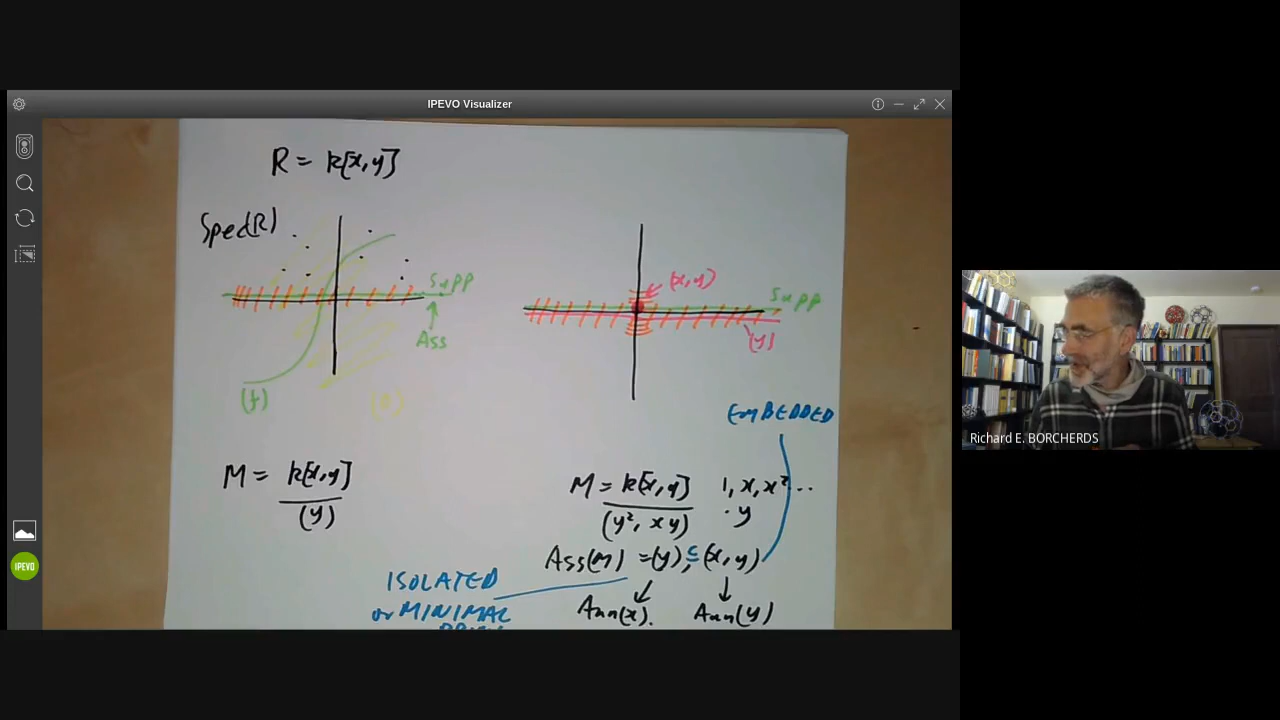 IPEVO Visualizer
R = k[x,y]
Spec(R)
Supp
Ass
(f)
(0)
(x,y)
Supp
(y)
EMBEDDED
M = k[x,y]
(y)
M = k[x,y] 1, x, x² ..
(y², xy) . y
Ass(M) = (y), ⊆ (x,y)
Ann(x). Ann(y)
ISOLATED
or MINIMAL
IPEVO
Richard E. BORCHERDS